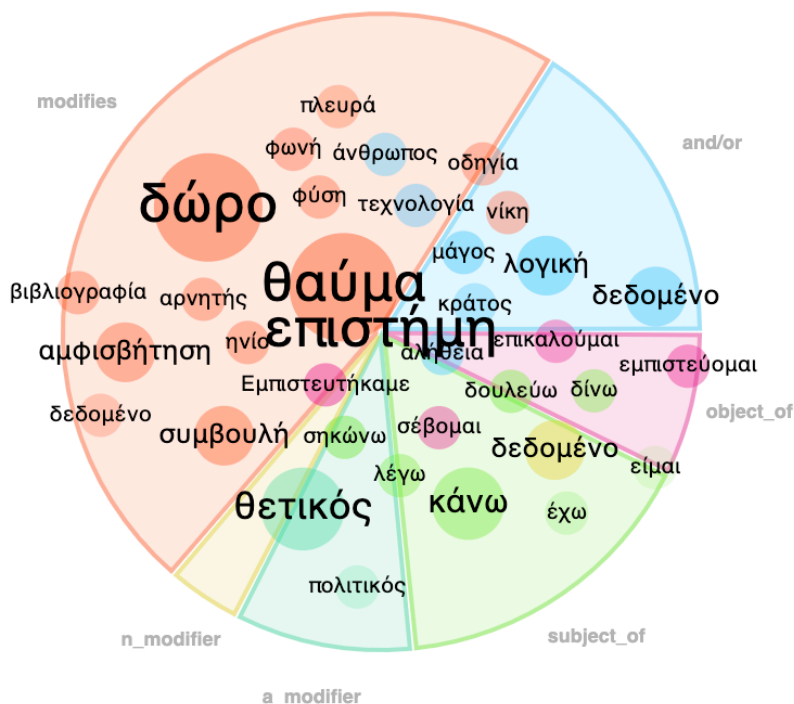 πλευρά
modifies
φωνή άνθρωπος οδηγία
and/or
δώρο φύση τεχνολογία νίκη
μάγος λογική
βιβλιογραφία αρνητής θαύμα κράτος δεδομένο
αμφισβήτηση ηνίο επιστήμη αλήθεια επικαλούμαι
εμπιστεύομαι
Εμπιστευτήκαμε δουλεύω δίνω
δεδομένο object_of
συμβουλή σηκώνω σέβομαι δεδομένο
λέγω είμαι
θετικός κάνω έχω
πολιτικός
n_modifier subject_of
a_modifier